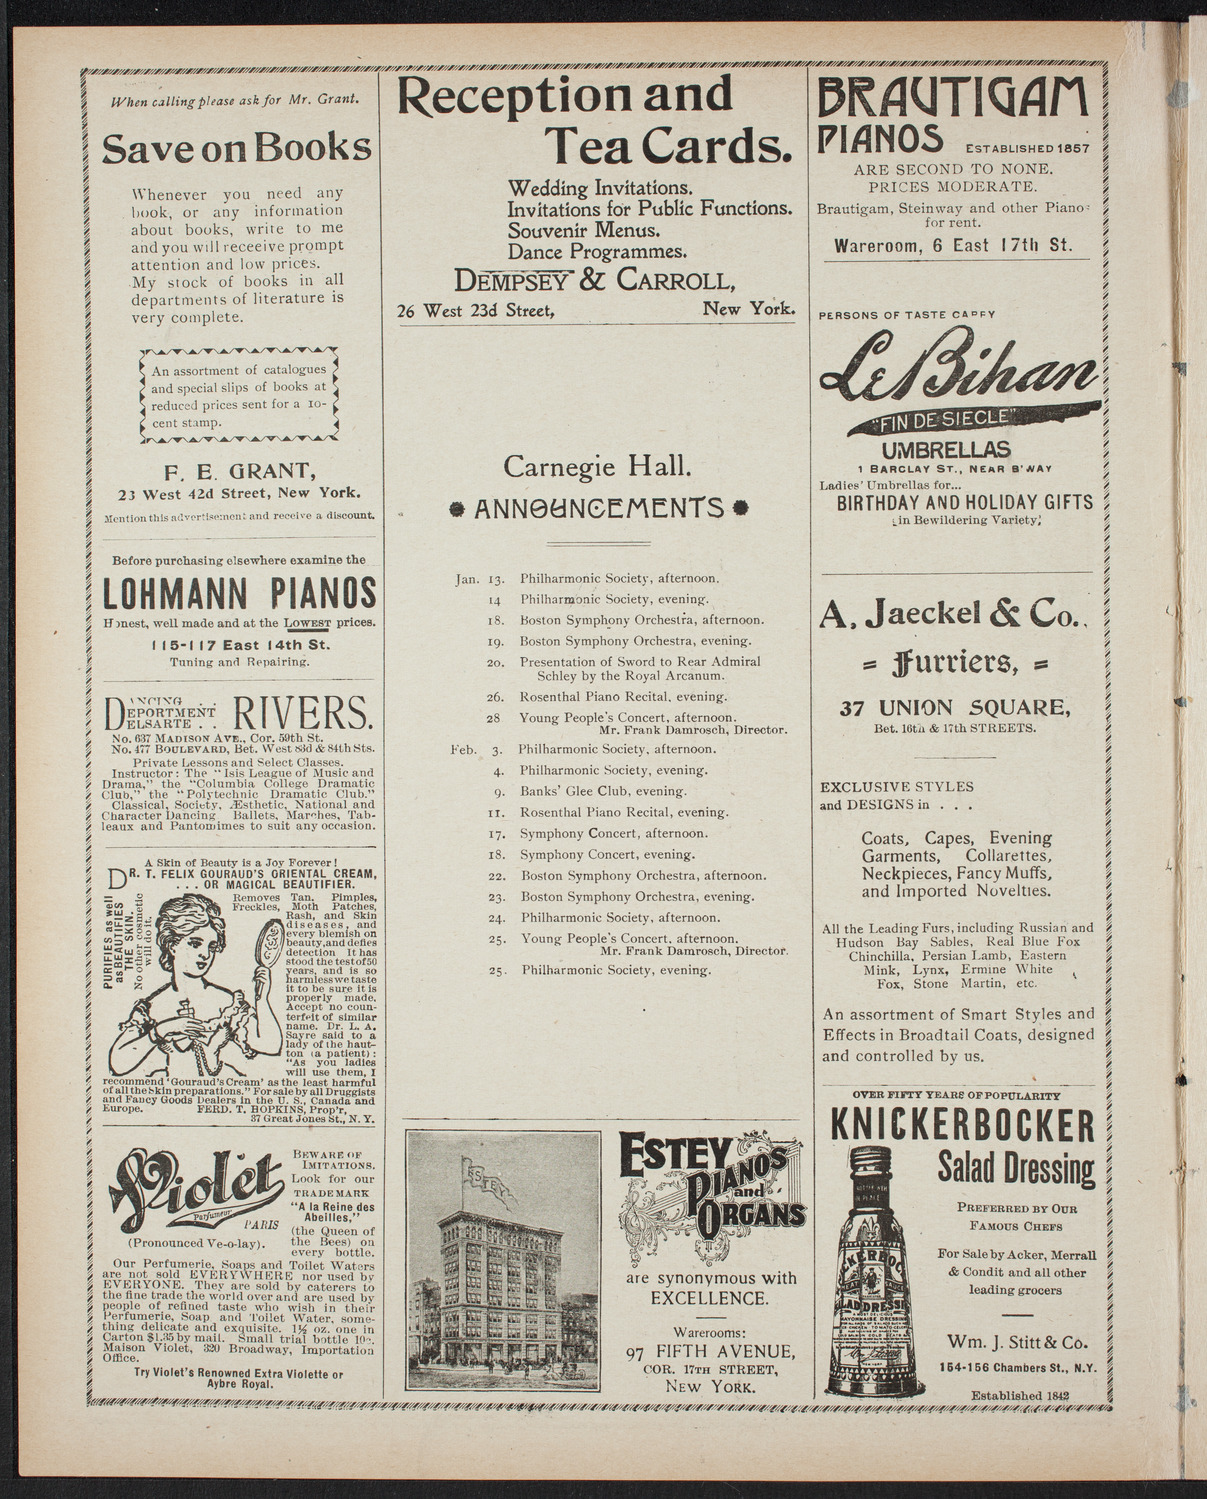 When calling please ask for Mr. Grant.
Save on Books
Whenever you need any
book, or any information
about books, write to me
and you will receeive prompt
attention and low prices.
My stock of books in all
departments of literature is
very complete.
An assortment of catalogues
and special slips of books at
reduced prices sent for a 10-
cent stamp.
F. E. GRANT,
23 West 42d Street, New York.
Mention this advertisement and receive a discount.
Before purchasing elsewhere examine the
LOHMANN PIANOS
Honest, well made and at the LOWEST prices.
115-117 East 14th St.
Tuning and Repairing.
DANCING . .
DEPORTMENT
DELSARTE . .
RIVERS.
No. 637 MADISON AVE., Cor. 59th St.
No. 477 BOULEVARD, Bet. West 83d & 84th Sts.
Private Lessons and Select Classes.
Instructor: The "Isis League of Music and
Drama," the "Columbia College Dramatic
Club," the "Polytechnic Dramatic Club."
Classical, Society, Æsthetic, National and
Character Dancing Ballets, Marches, Tab-
leaux and Pantomimes to suit any occasion.
A Skin of Beauty is a Joy Forever!
DR. T. FELIX GOURAUD'S ORIENTAL CREAM,
. . . OR MAGICAL BEAUTIFIER.
PURIFIES as well
as BEAUTIFIES
THE SKIN.
No other cosmetic
will do it.
Removes Tan, Pimples,
Freckles, Moth Patches,
Rash, and Skin
diseases, and
every blemish on
beauty, and defies
detection It has
stood the test of 50
years, and is so
harmless we taste
it to be sure it is
properly made.
Accept no coun-
terfeit of similar
name. Dr. L. A.
Sayre said to a
lady of the haut-
ton (a patient):
"As you ladies
will use them, I
recommend 'Gouraud's Cream' as the least harmful
of all the Skin preparations." For sale by all Druggists
and Fancy Goods Dealers in the U. S., Canada and
Europe. FERD. T. HOPKINS, Prop'r,
37 Great Jones St., N. Y.
Violet
Parfumeur
PARIS
(Pronounced Ve-o-lay).
BEWARE OF
IMITATIONS.
Look for our
TRADEMARK
"A la Reine des
Abeilles,"
(the Queen of
the Bees) on
every bottle.
Our Perfumerie, Soaps and Toilet Waters
are not sold EVERYWHERE nor used by
EVERYONE. They are sold by caterers to
the fine trade the world over and are used by
people of refined taste who wish in their
Perfumerie, Soap and Toilet Water, some-
thing delicate and exquisite. 1½ oz. one in
Carton $1.35 by mail. Small trial bottle 10c.
Maison Violet, 320 Broadway, Importation
Office.
Try Violet's Renowned Extra Violette or
Aybre Royal.
Reception and
Tea Cards.
Wedding Invitations.
Invitations for Public Functions.
Souvenir Menus.
Dance Programmes.
DEMPSEY & CARROLL,
26 West 23d Street, New York.
Carnegie Hall.
ANNOUNCEMENTS
Jan. 13. Philharmonic Society, afternoon.
14 Philharmonic Society, evening.
18. Boston Symphony Orchestra, afternoon.
19. Boston Symphony Orchestra, evening.
20. Presentation of Sword to Rear Admiral
Schley by the Royal Arcanum.
26. Rosenthal Piano Recital, evening.
28 Young People's Concert, afternoon.
Mr. Frank Damrosch, Director.
Feb. 3. Philharmonic Society, afternoon.
4. Philharmonic Society, evening.
9. Banks' Glee Club, evening.
11. Rosenthal Piano Recital, evening.
17. Symphony Concert, afternoon.
18. Symphony Concert, evening.
22. Boston Symphony Orchestra, afternoon.
23. Boston Symphony Orchestra, evening.
24. Philharmonic Society, afternoon.
25. Young People's Concert, afternoon.
Mr. Frank Damrosch, Director.
25. Philharmonic Society, evening.
ESTEY
ESTEY
PIANOS
and
ORGANS
are synonymous with
EXCELLENCE.
Warerooms:
97 FIFTH AVENUE,
COR. 17TH STREET,
NEW YORK.
BRAUTIGAM
PIANOS ESTABLISHED 1857
ARE SECOND TO NONE.
PRICES MODERATE.
Brautigam, Steinway and other Pianos
for rent.
Wareroom, 6 East 17th St.
PERSONS OF TASTE CARRY
Le Bihan
"FIN DE SIECLE"
UMBRELLAS
1 BARCLAY ST., NEAR B'WAY
Ladies' Umbrellas for...
BIRTHDAY AND HOLIDAY GIFTS
in Bewildering Variety.
A. Jaeckel & Co.,
= Furriers, =
37 UNION SQUARE,
Bet. 16th & 17th STREETS.
EXCLUSIVE STYLES
and DESIGNS in . . .
Coats, Capes, Evening
Garments, Collarettes,
Neckpieces, Fancy Muffs,
and Imported Novelties.
All the Leading Furs, including Russian and
Hudson Bay Sables, Real Blue Fox
Chinchilla, Persian Lamb, Eastern
Mink, Lynx, Ermine White
Fox, Stone Martin, etc.
An assortment of Smart Styles and
Effects in Broadtail Coats, designed
and controlled by us.
OVER FIFTY YEARS OF POPULARITY
KNICKERBOCKER
Salad Dressing
PREFERRED BY OUR
FAMOUS CHEFS
For Sale by Acker, Merrall
& Condit and all other
leading grocers
Wm. J. Stitt & Co.
154-156 Chambers St., N.Y.
Established 1842